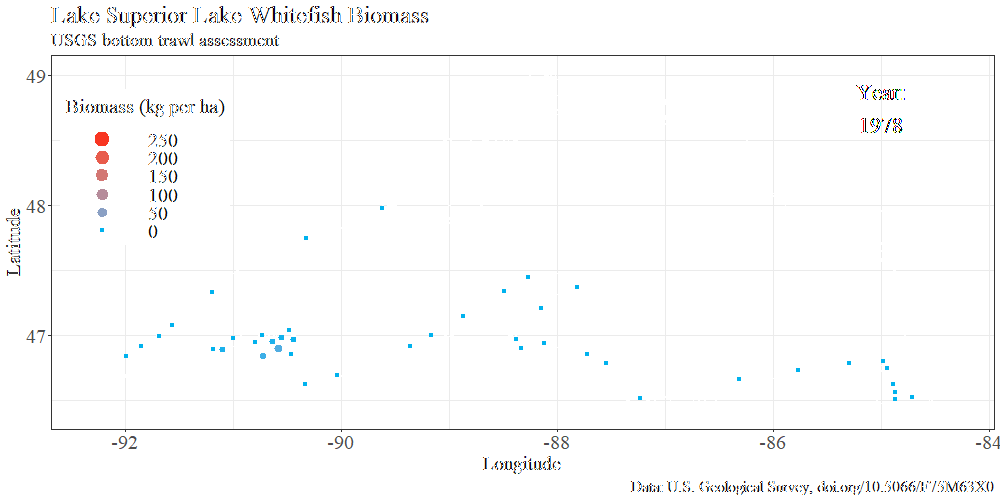 Lake Superior Lake Whitefish Biomass
USGS bottom trawl assessment
49
48
47
Latitude
Biomass (kg per ha)
250
200
150
100
50
0
Year:
1978
-92
-90
-88
-86
-84
Longitude
Data: U.S. Geological Survey, doi.org/10.5066/F75M63X0